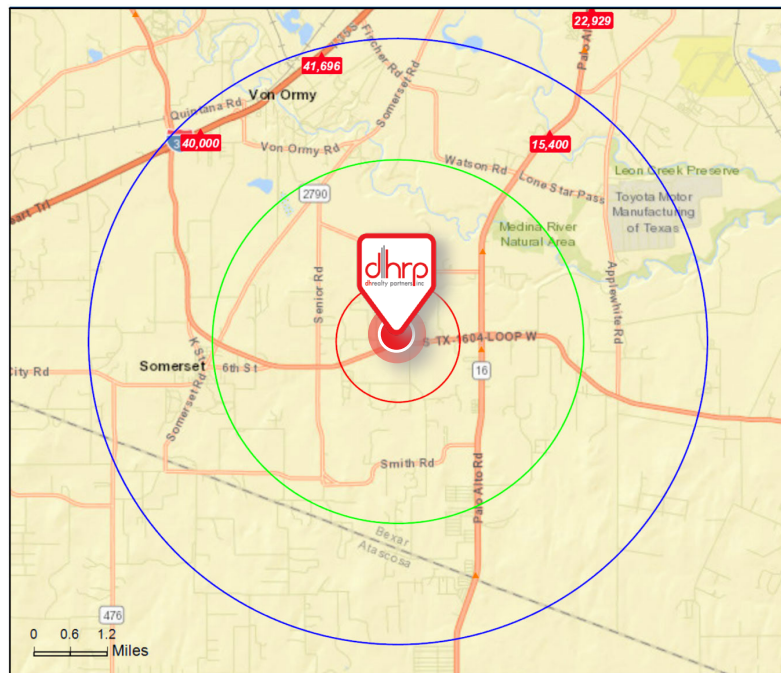 22,929
Palo Alto
41,696
Fischer Rd
Somerset Rd
Von Ormy
Quintana Rd
40,000
15,400
Von Ormy Rd
Watson Rd
Lone Star Pass
Leon Creek Preserve
2790
Toyota Motor
Manufacturing
of Texas
Medina River
Natural Area
dhrp
dhrealty partners, inc
Senior Rd
Applewhite Rd
S TX-1604-LOOP W
K St
Somerset
6th St
City Rd
16
Somerset Rd
Smith Rd
Palo Alto Rd
Bexar
Atascosa
476
0 0.6 1.2
Miles